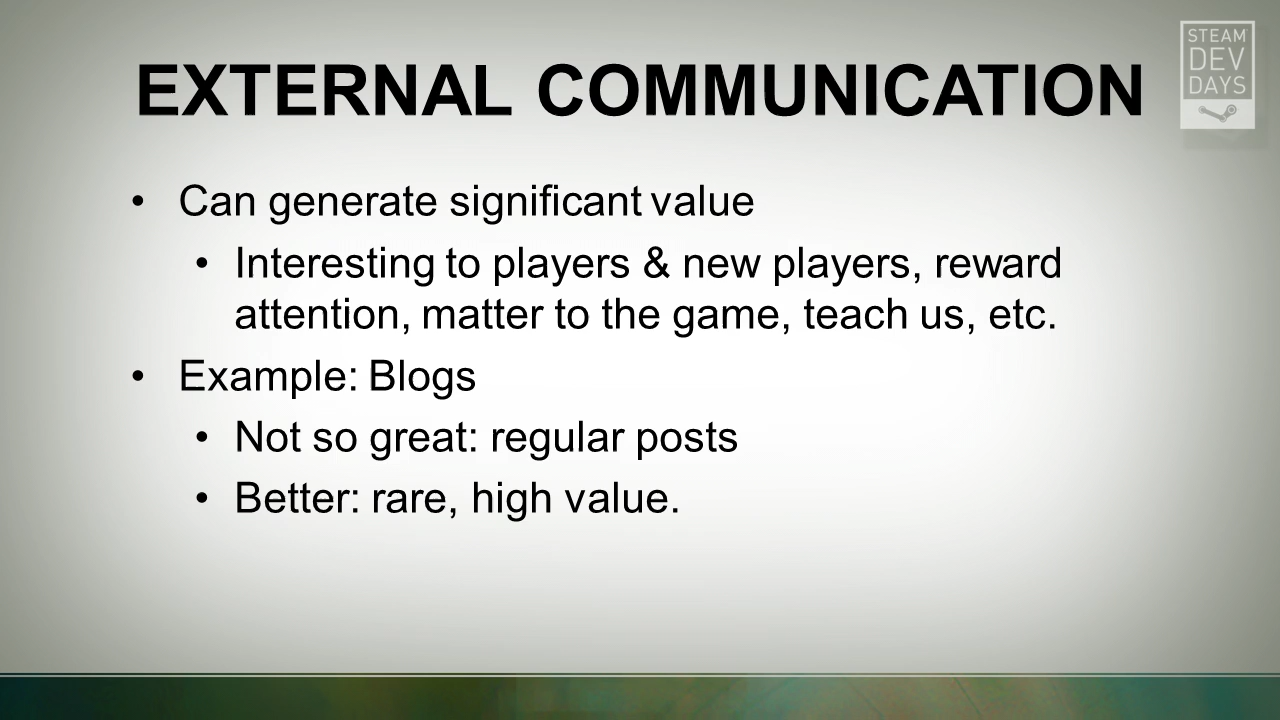 EXTERNAL COMMUNICATION
STEAM
DEV
DAYS
• Can generate significant value
• Interesting to players & new players, reward
attention, matter to the game, teach us, etc.
• Example: Blogs
• Not so great: regular posts
• Better: rare, high value.